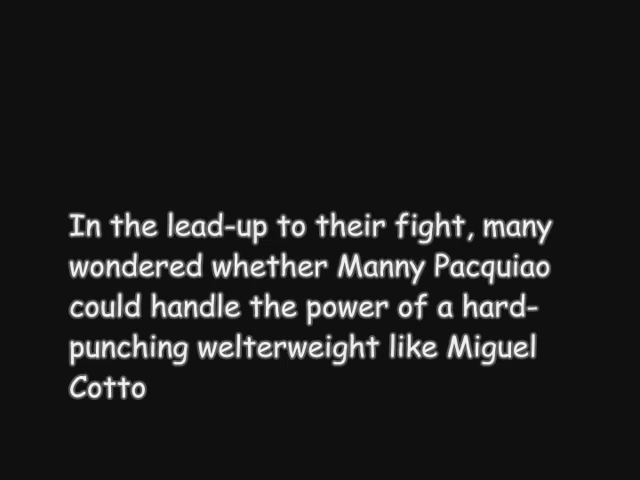 In the lead-up to their fight, many
wondered whether Manny Pacquiao
could handle the power of a hard-
punching welterweight like Miguel
Cotto